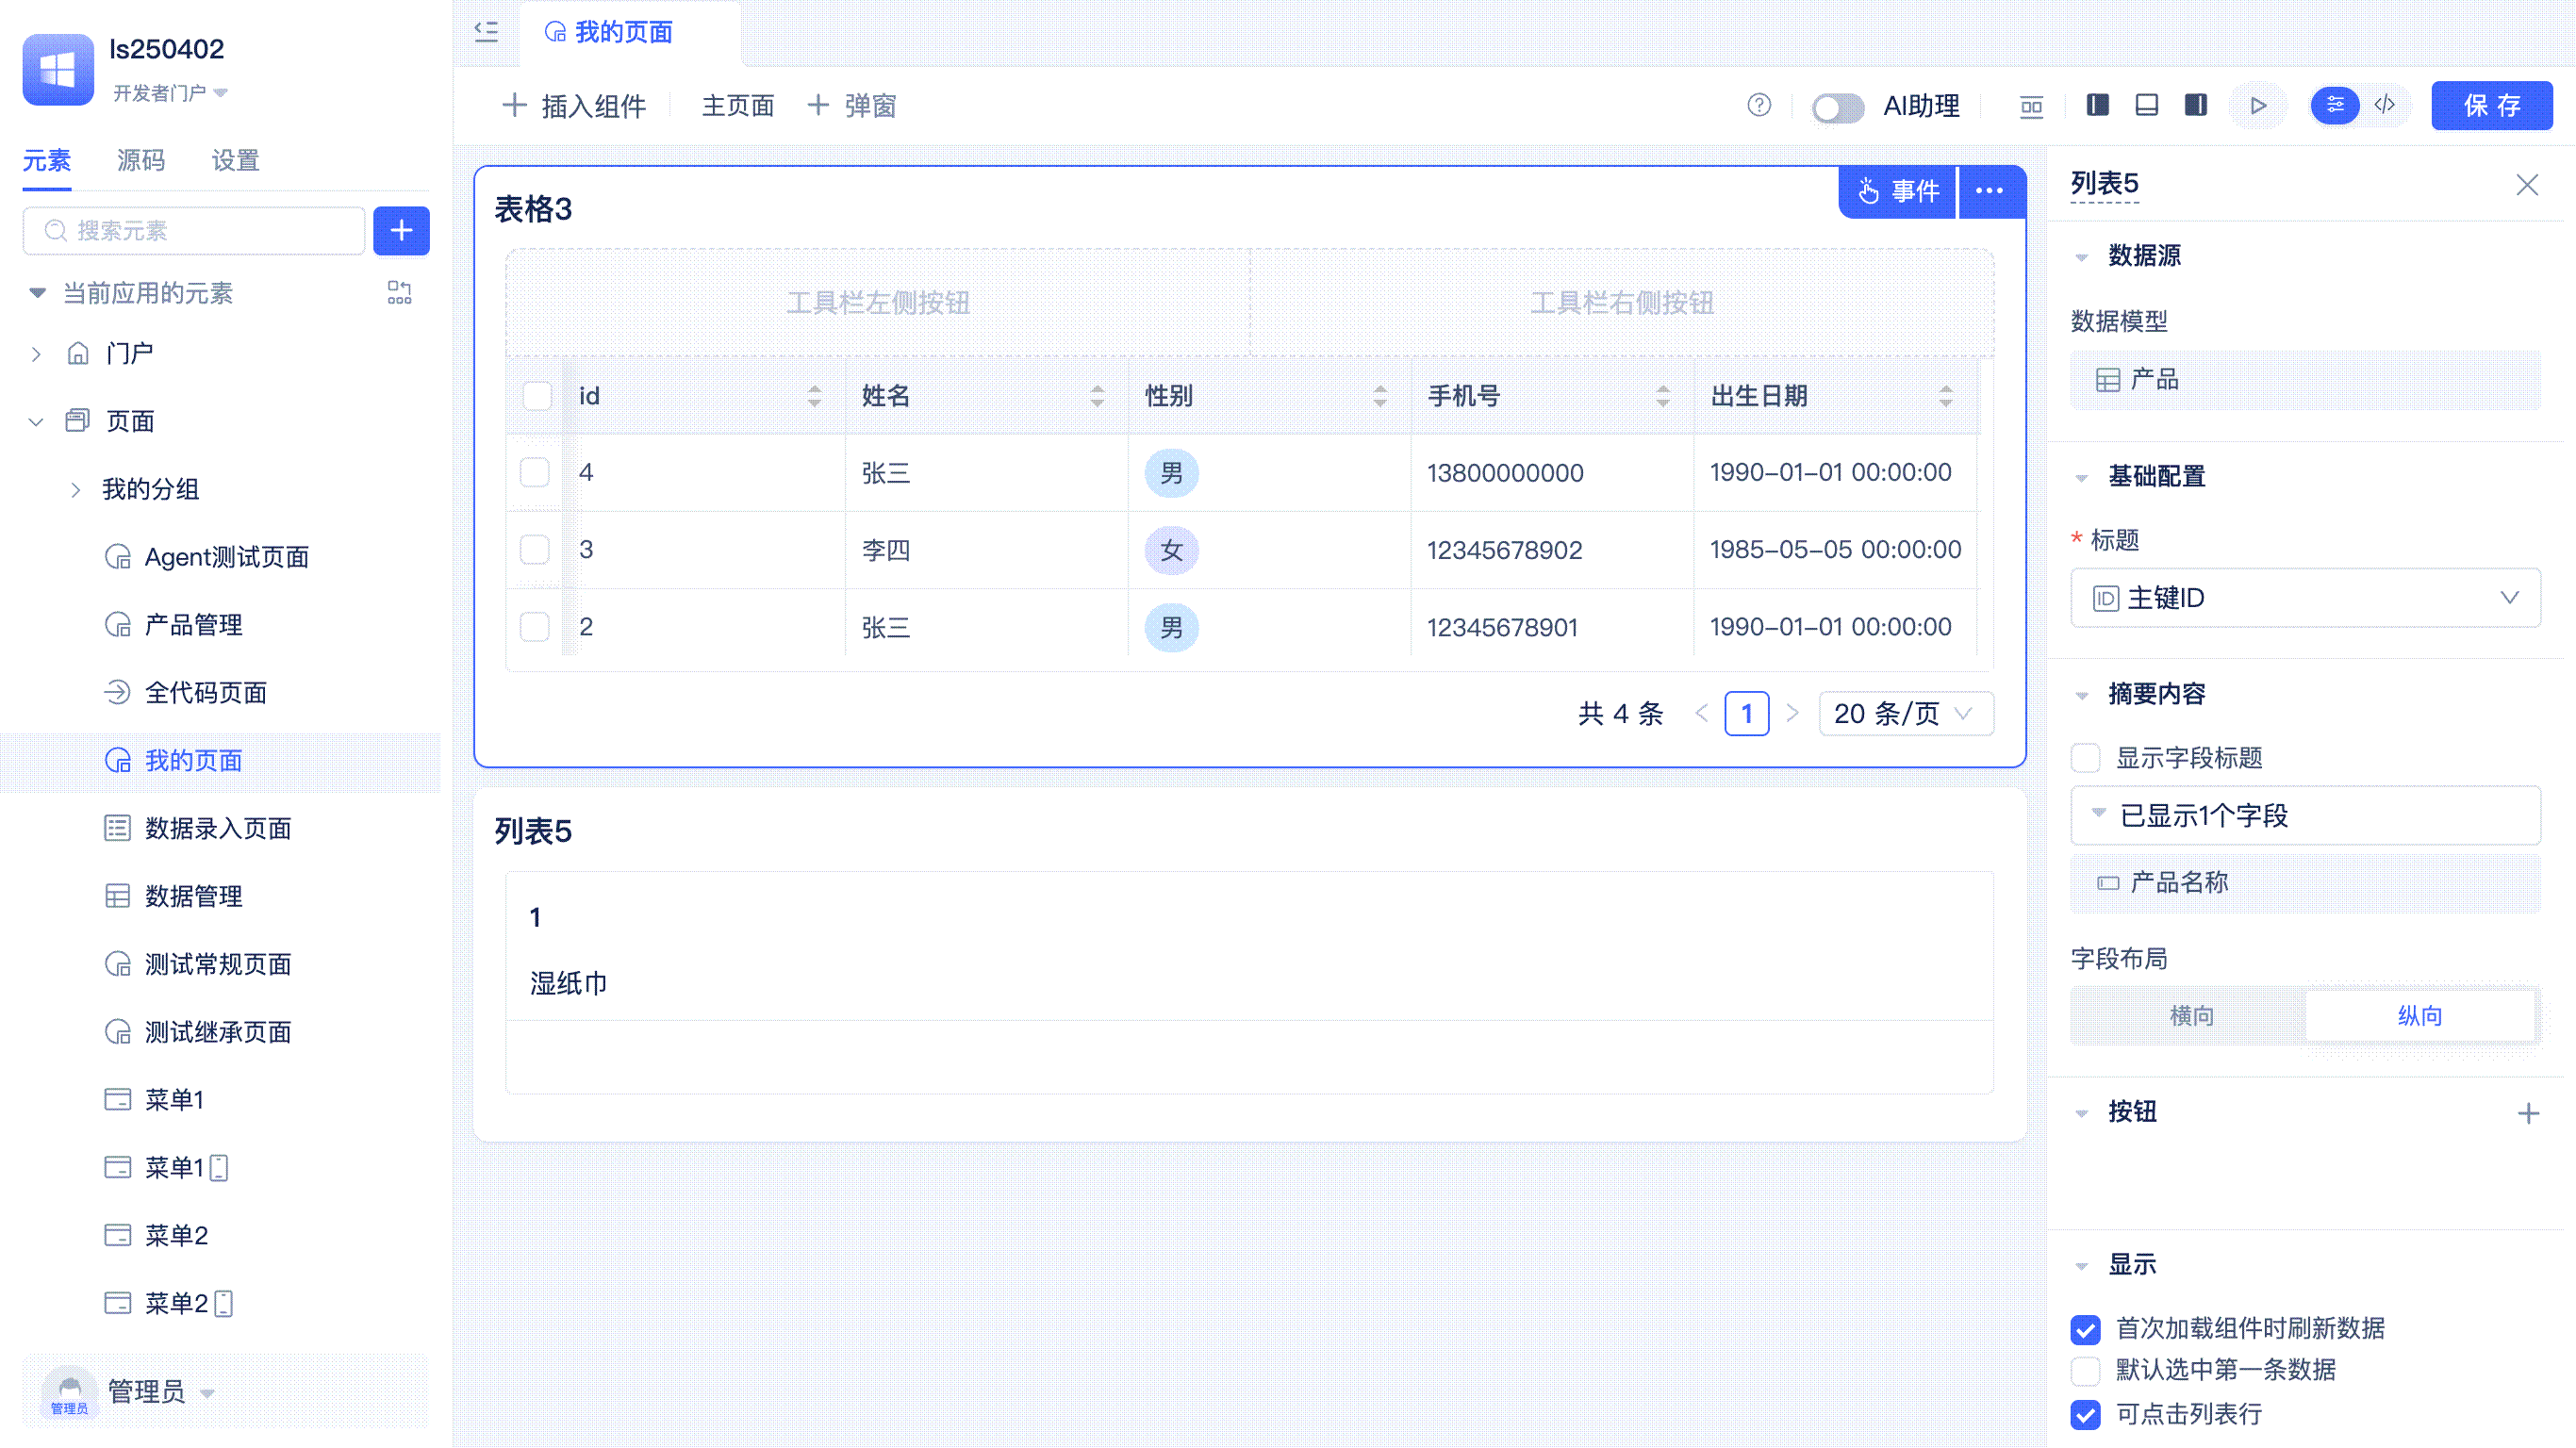 ls250402
开发者门户
元素 源码 设置
搜索元素
当前应用的元素
门户
页面
我的分组
Agent测试页面
产品管理
全代码页面
我的页面
数据录入页面
数据管理
测试常规页面
测试继承页面
菜单1
菜单1
菜单2
菜单2
管理员
管理员
我的页面
插入组件 主页面 弹窗
AI助理
保存
表格3
事件
工具栏左侧按钮 工具栏右侧按钮
id 姓名 性别 手机号 出生日期
4 张三 男 13800000000 1990-01-01 00:00:00
3 李四 女 12345678902 1985-05-05 00:00:00
2 张三 男 12345678901 1990-01-01 00:00:00
共 4 条 1 20 条/页
列表5
1
湿纸巾
列表5
数据源
数据模型
产品
基础配置
* 标题
ID 主键ID
摘要内容
显示字段标题
已显示1个字段
产品名称
字段布局
横向 纵向
按钮
显示
首次加载组件时刷新数据
默认选中第一条数据
可点击列表行